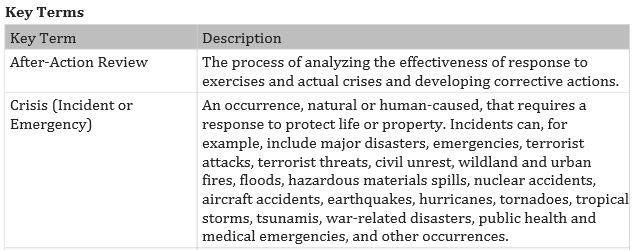 Key Terms
Key Term Description
After-Action Review The process of analyzing the effectiveness of response to
exercises and actual crises and developing corrective actions.
Crisis (Incident or An occurrence, natural or human-caused, that requires a
Emergency) response to protect life or property. Incidents can, for
example, include major disasters, emergencies, terrorist
attacks, terrorist threats, civil unrest, wildland and urban
fires, floods, hazardous materials spills, nuclear accidents,
aircraft accidents, earthquakes, hurricanes, tornadoes, tropical
storms, tsunamis, war-related disasters, public health and
medical emergencies, and other occurrences.